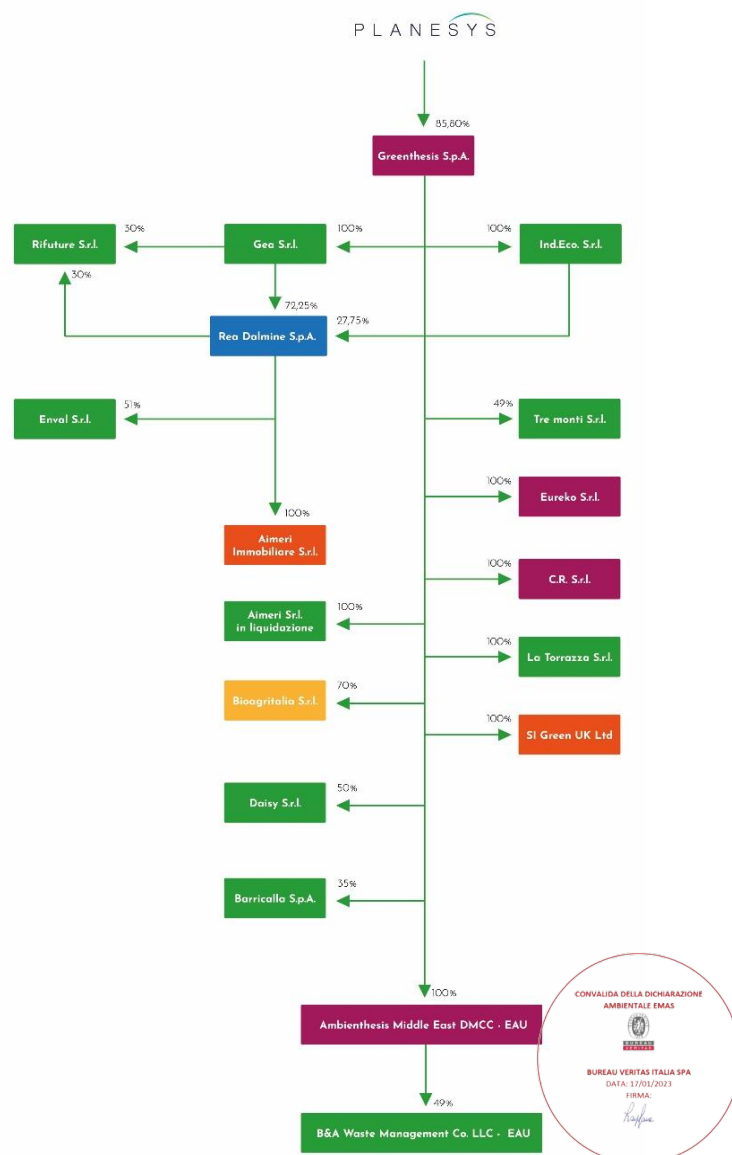 PLANESYS
85,80%
Greenthesis S.p.A.
30%
100%
100%
Rifuture S.r.l.
Gea S.r.l.
Ind.Eco. S.r.l.
30%
72,25%
27,75%
Rea Dalmine S.p.A.
51%
49%
Enval S.r.l.
Tre monti S.r.l.
100%
Eureko S.r.l.
100%
Aimeri
Immobiliare S.r.l.
100%
C.R. S.r.l.
100%
Aimeri Sr.l.
in liquidazione
100%
La Torrazza S.r.l.
70%
Bioagritalia S.r.l.
100%
SI Green UK Ltd
50%
Daisy S.r.l.
35%
Barricalla S.p.A.
100%
Ambienthesis Middle East DMCC - EAU
49%
B&A Waste Management Co. LLC - EAU
CONVALIDA DELLA DICHIARAZIONE
AMBIENTALE EMAS
BUREAU
VERITAS
BUREAU VERITAS ITALIA SPA
DATA: 17/01/2023
FIRMA: